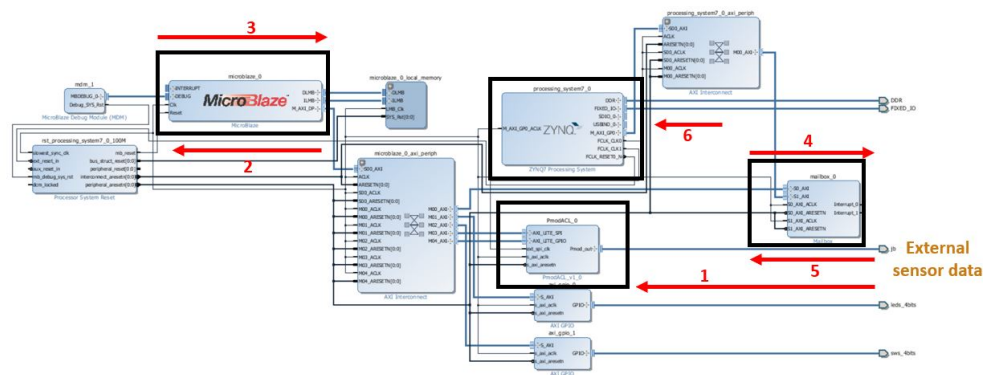 3
mdm_1
MBDEBUG_0
Debug_SYS_Rst
MicroBlaze Debug Module (MDM)
microblaze_0
INTERRUPT
DEBUG
Clk
Reset
MicroBlaze
DLMB
ILMB
M_AXI_DP
MicroBlaze
microblaze_0_local_memory
DLMB
ILMB
LMB_Clk
SYS_Rst[0:0]
2
rst_processing_system7_0_100M
slowest_sync_clk
ext_reset_in
aux_reset_in
mb_debug_sys_rst
dcm_locked
mb_reset
bus_struct_reset[0:0]
peripheral_reset[0:0]
interconnect_aresetn[0:0]
peripheral_aresetn[0:0]
Processor System Reset
microblaze_0_axi_periph
S00_AXI
ACLK
ARESETN[0:0]
S00_ACLK
S00_ARESETN[0:0]
M00_ACLK
M00_ARESETN[0:0]
M01_ACLK
M01_ARESETN[0:0]
M02_ACLK
M02_ARESETN[0:0]
M03_ACLK
M03_ARESETN[0:0]
M04_ACLK
M04_ARESETN[0:0]
M00_AXI
M01_AXI
M02_AXI
M03_AXI
M04_AXI
AXI Interconnect
processing_system7_0
M_AXI_GP0_ACLK
ZYNQ
DDR
FIXED_IO
SDIO_0
USBIND_0
M_AXI_GP0
FCLK_CLK0
FCLK_CLK1
FCLK_RESET0_N
ZYNQ7 Processing System
processing_system7_0_axi_periph
S00_AXI
ACLK
ARESETN[0:0]
S00_ACLK
S00_ARESETN[0:0]
M00_ACLK
M00_ARESETN[0:0]
M00_AXI
AXI Interconnect
DDR
FIXED_IO
6
4
mailbox_0
S0_AXI
S1_AXI
S0_AXI_ACLK
S0_AXI_ARESETN
S1_AXI_ACLK
S1_AXI_ARESETN
Interrupt_0
Interrupt_1
Mailbox
5
PmodACL_0
AXI_LITE_SPI
AXI_LITE_GPIO
ext_spi_clk
s_axi_aclk
s_axi_aresetn
Pmod_out
PmodACL_v1_0
jb
External
sensor data
1
S_AXI
s_axi_aclk
s_axi_aresetn
GPIO
AXI GPIO
leds_4bits
axi_gpio_1
S_AXI
s_axi_aclk
s_axi_aresetn
GPIO
AXI GPIO
sws_4bits